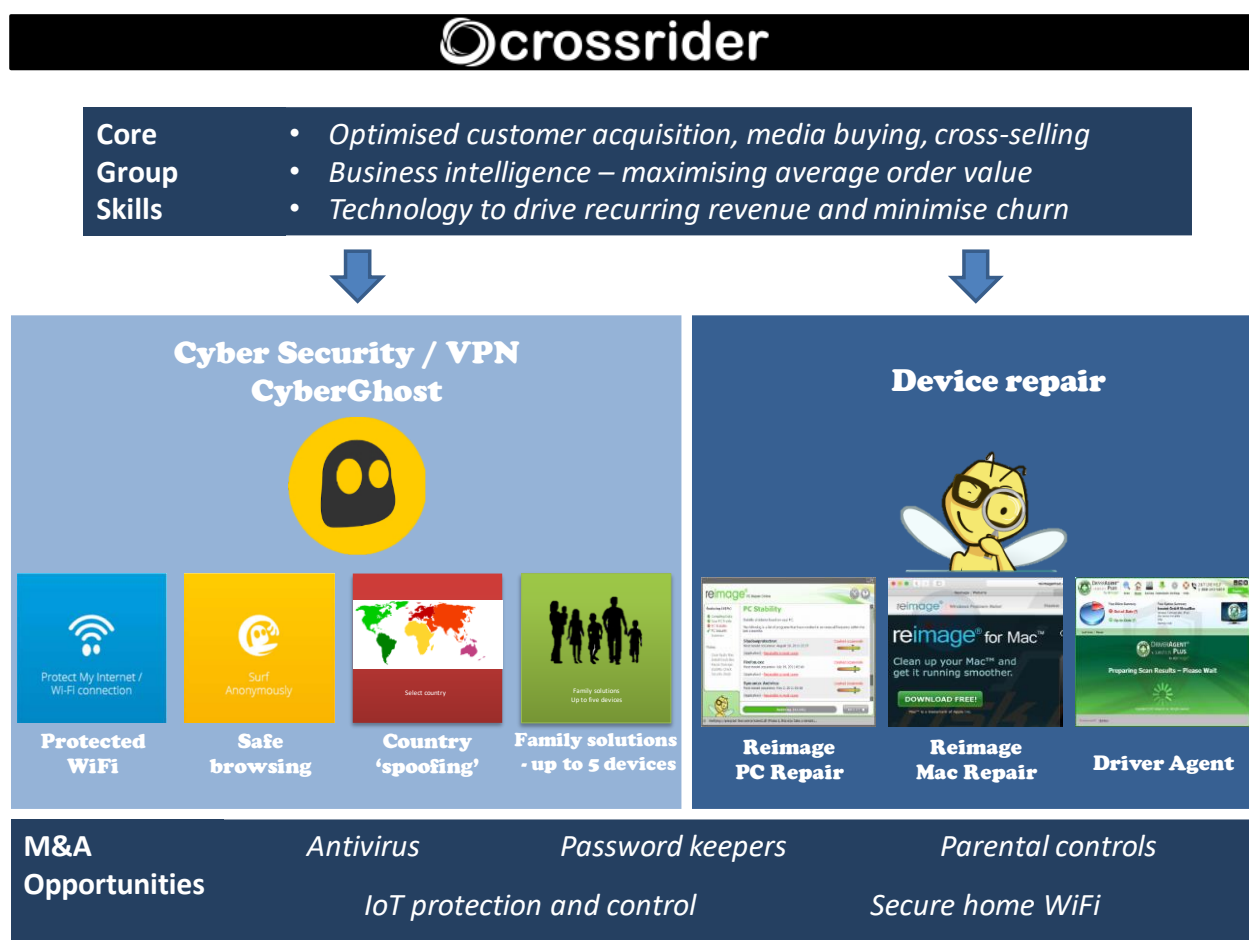 crossrider
Core
Group
Skills
• Optimised customer acquisition, media buying, cross-selling
• Business intelligence – maximising average order value
• Technology to drive recurring revenue and minimise churn
Cyber Security / VPN
CyberGhost
Protect My Internet /
Wi-Fi connection
Protected
WiFi
Surf
Anonymously
Safe
browsing
Select country
Country
‘spoofing’
Family solutions
Up to five devices
Family solutions
- up to 5 devices
Device repair
reimage®
PC Stability
Reimage
PC Repair
reimage®
reimage® for Mac™
Clean up your Mac™ and
get it running smoother.
DOWNLOAD FREE!
Reimage
Mac Repair
DRIVERAGENT
PLUS
Preparing Scan Results – Please Wait
Driver Agent
M&A
Opportunities
Antivirus
Password keepers
Parental controls
IoT protection and control
Secure home WiFi